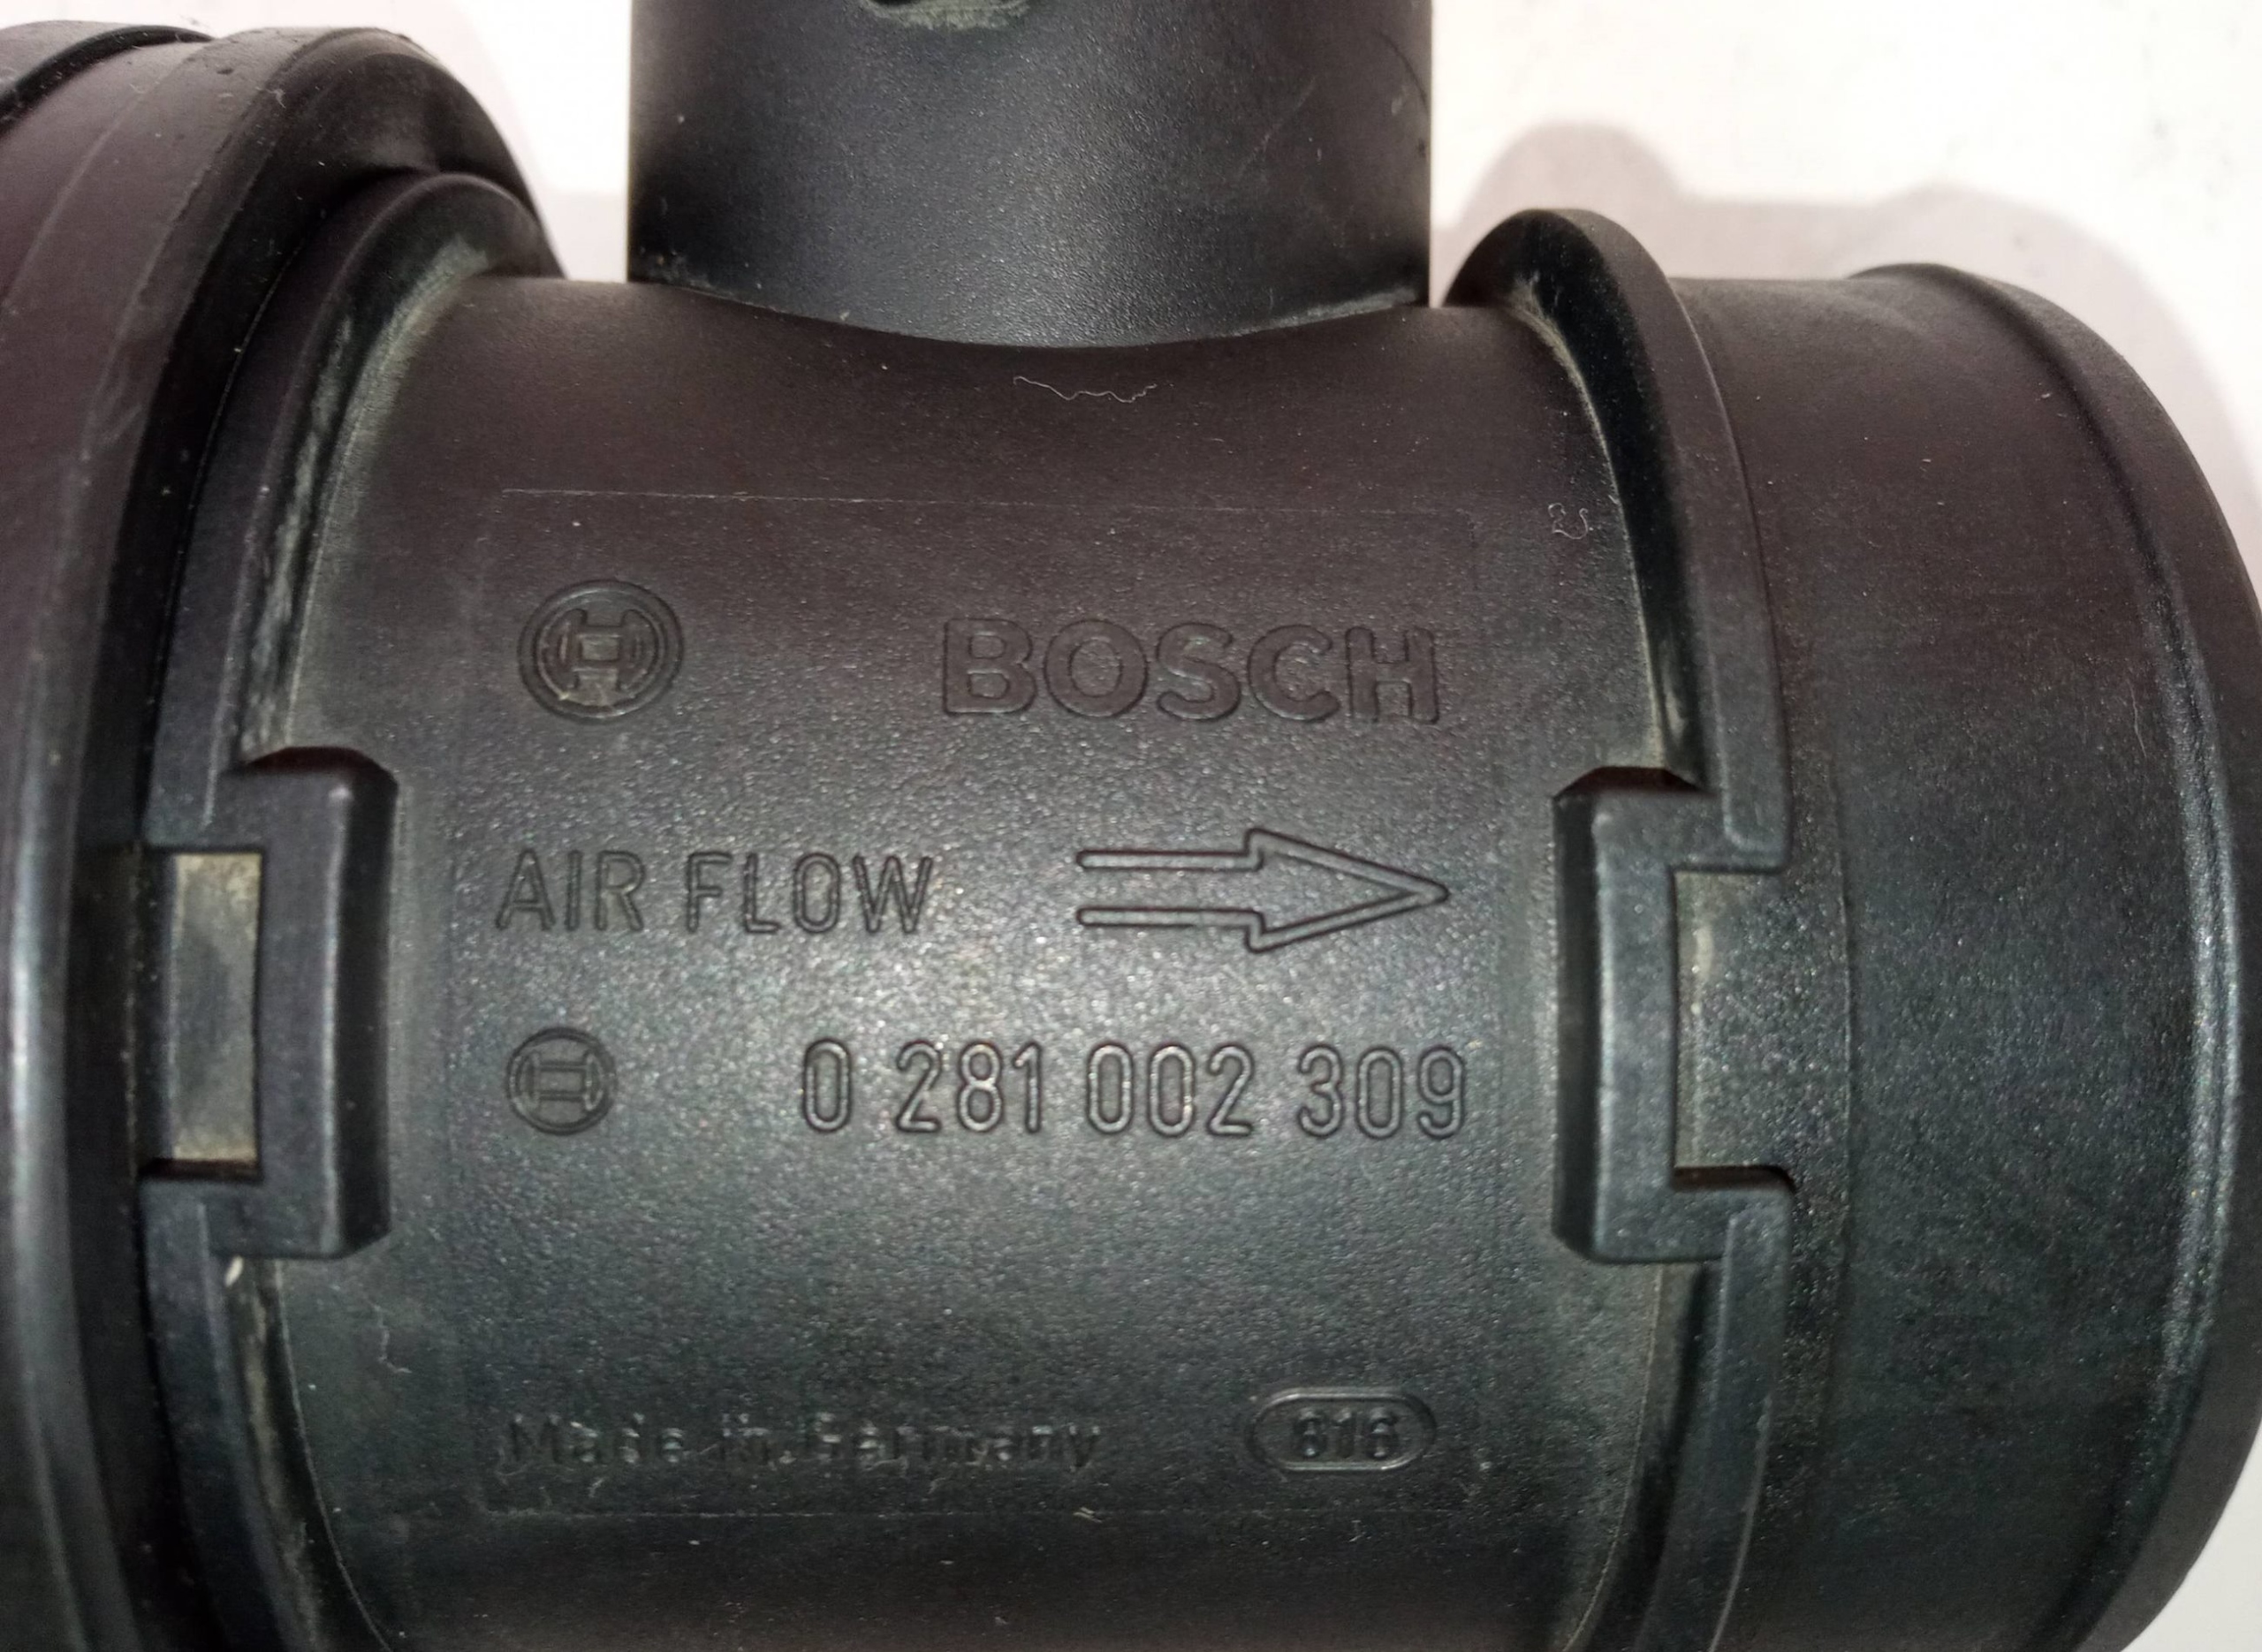 BOSCH
AIR FLOW
0 281 002 309
Made in Germany 616